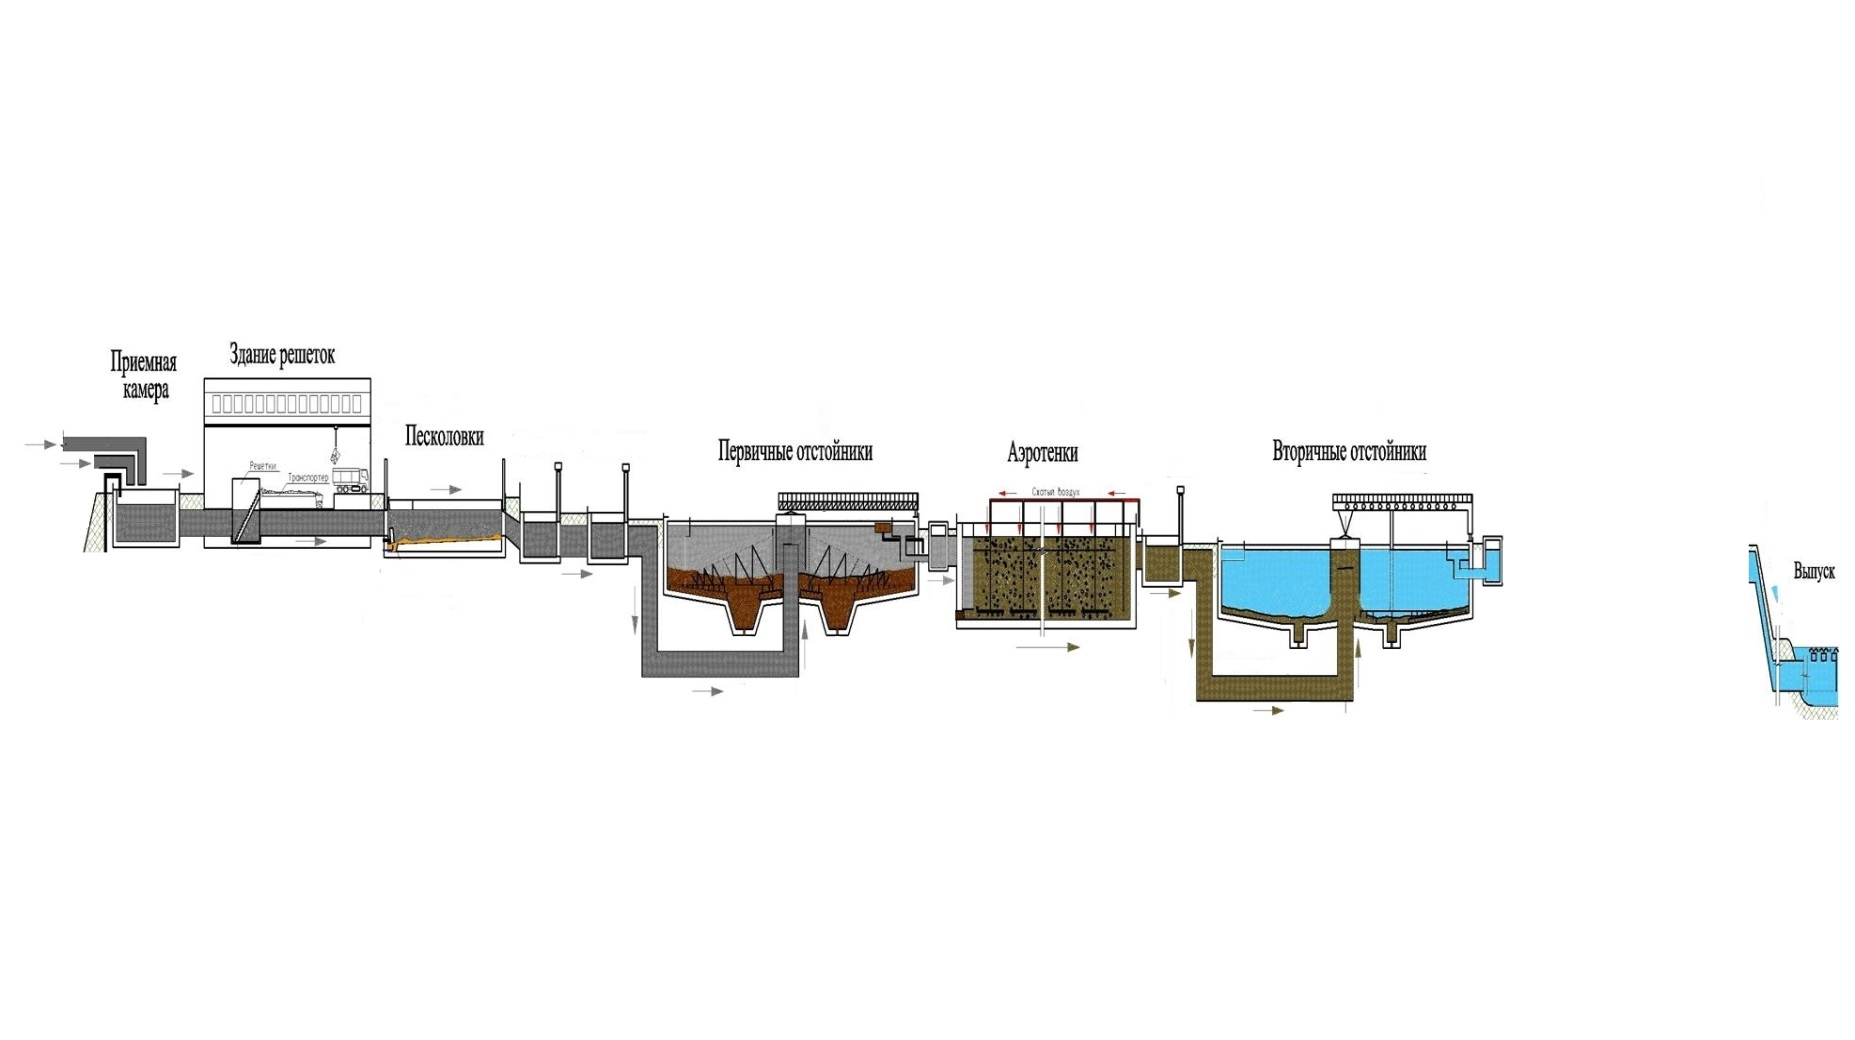 Приемная
камера
Здание решеток
Песколовки
Первичные отстойники
Аэротенки
Вторичные отстойники
Выпуск
Решетки
Транспортер
Сжатый воздух